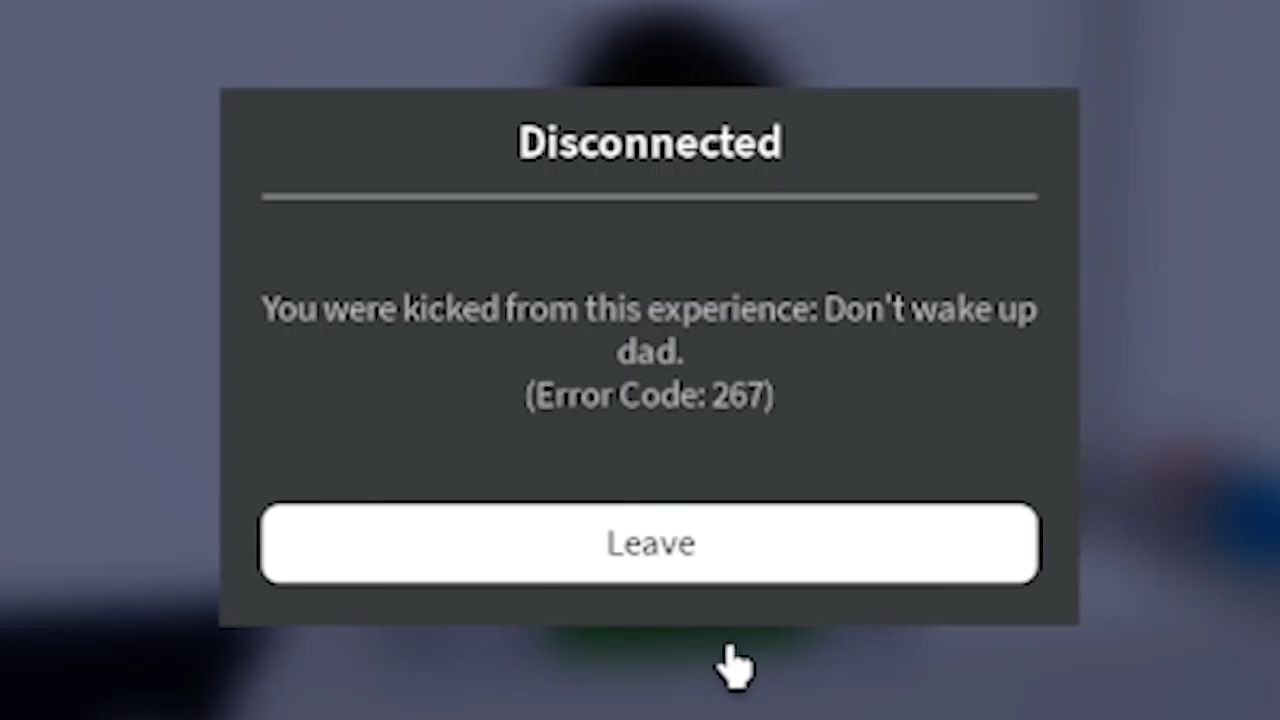 Disconnected
You were kicked from this experience: Don't wake up
dad.
(Error Code: 267)
Leave